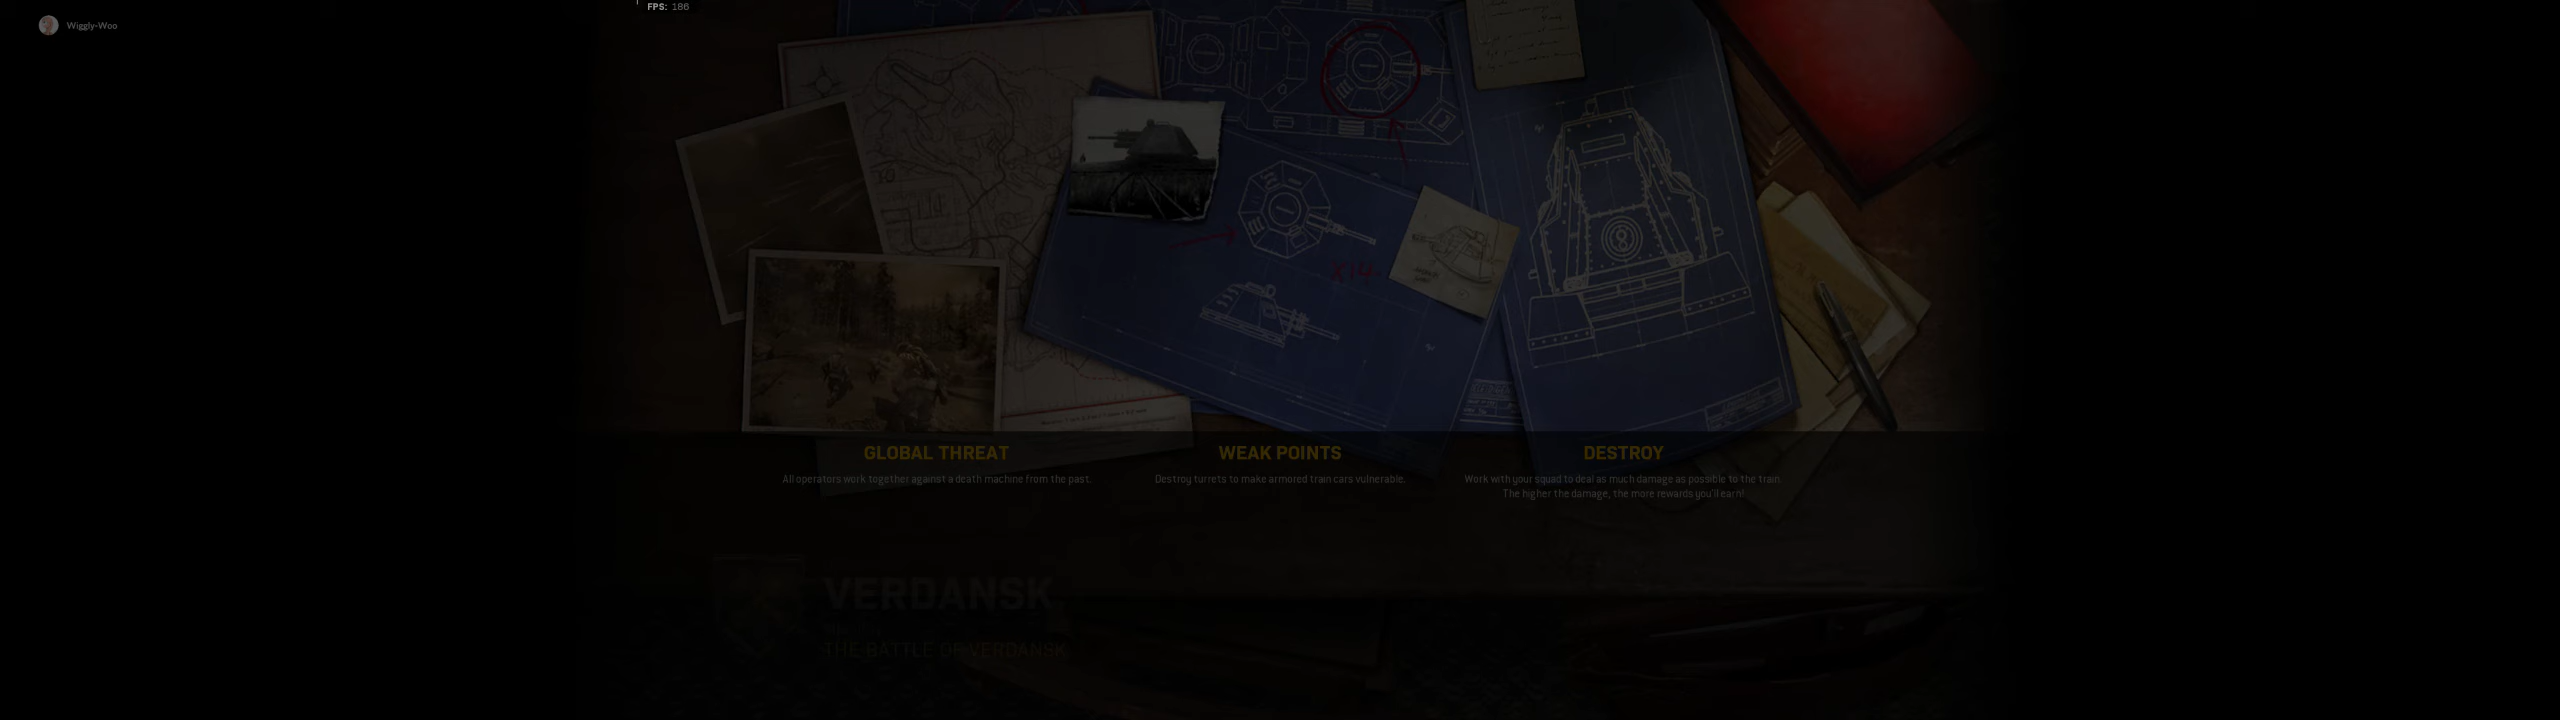 FPS: 186
Wiggly-Woo
X14
GLOBAL THREAT
All operators work together against a death machine from the past.
WEAK POINTS
Destroy turrets to make armored train cars vulnerable.
DESTROY
Work with your squad to deal as much damage as possible to the train.
The higher the damage, the more rewards you'll earn!
VERDANSK
THE BATTLE OF VERDANSK